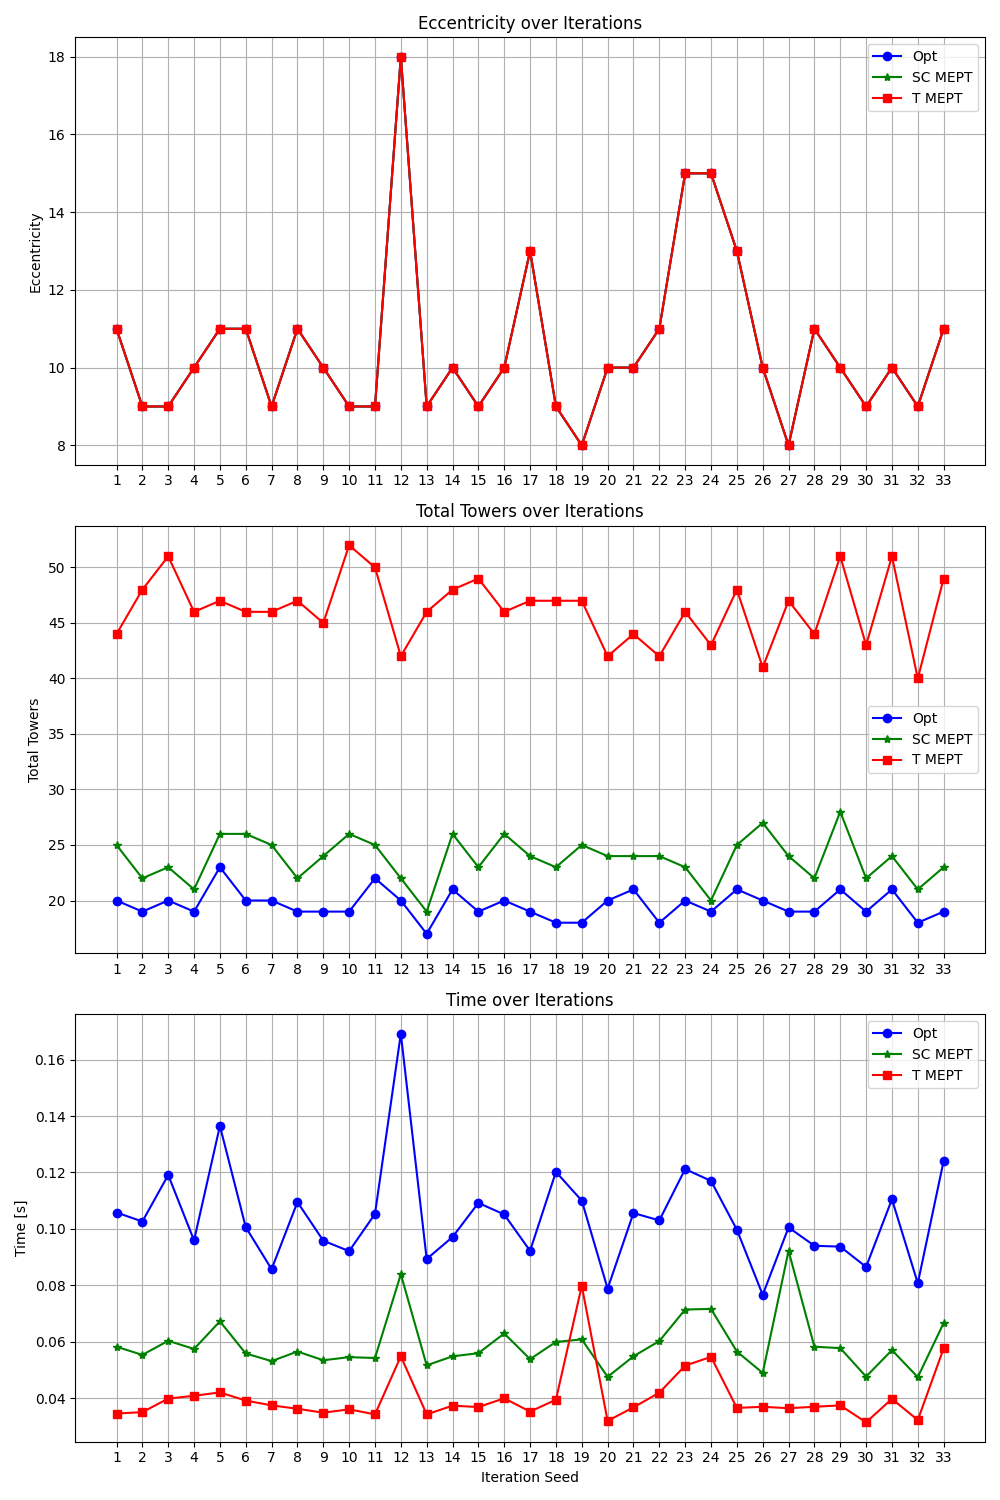 Eccentricity over Iterations
Eccentricity
18
16
14
12
10
8
Opt
SC MEPT
T MEPT
1 2 3 4 5 6 7 8 9 10 11 12 13 14 15 16 17 18 19 20 21 22 23 24 25 26 27 28 29 30 31 32 33
Total Towers over Iterations
Total Towers
50
45
40
35
30
25
20
Opt
SC MEPT
T MEPT
1 2 3 4 5 6 7 8 9 10 11 12 13 14 15 16 17 18 19 20 21 22 23 24 25 26 27 28 29 30 31 32 33
Time over Iterations
Time [s]
0.16
0.14
0.12
0.10
0.08
0.06
0.04
Opt
SC MEPT
T MEPT
1 2 3 4 5 6 7 8 9 10 11 12 13 14 15 16 17 18 19 20 21 22 23 24 25 26 27 28 29 30 31 32 33
Iteration Seed